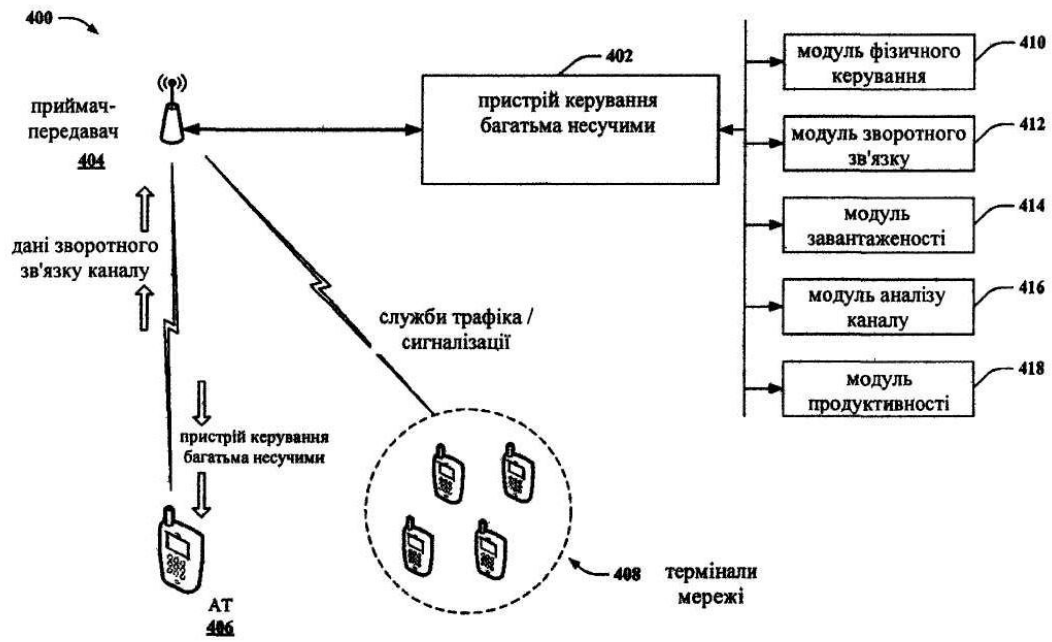 400
приймач-
передавач
404
402
пристрій керування
багатьма несучими
модуль фізичного
керування
410
модуль зворотного
зв'язку
412
модуль
завантаженості
414
модуль аналізу
каналу
416
модуль
продуктивності
418
дані зворотного
зв'язку каналу
служби трафіка /
сигналізації
пристрій керування
багатьма несучими
АТ
406
408
термінали
мережі